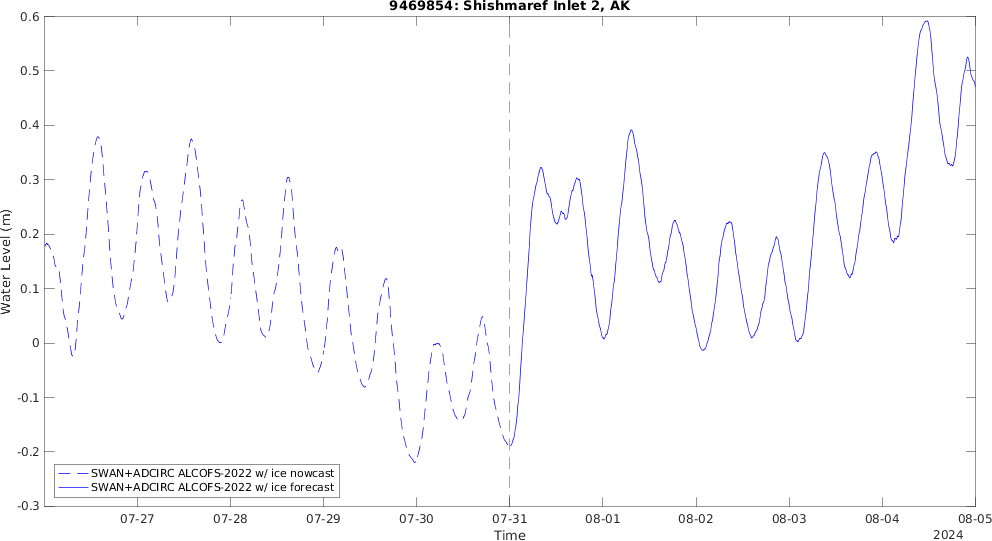 9469854: Shishmaref Inlet 2, AK
Water Level (m)
0.6
0.5
0.4
0.3
0.2
0.1
0
-0.1
-0.2
-0.3
SWAN+ADCIRC ALCOFS-2022 w/ ice nowcast
SWAN+ADCIRC ALCOFS-2022 w/ ice forecast
07-27 07-28 07-29 07-30 07-31 08-01 08-02 08-03 08-04 08-05
Time
2024